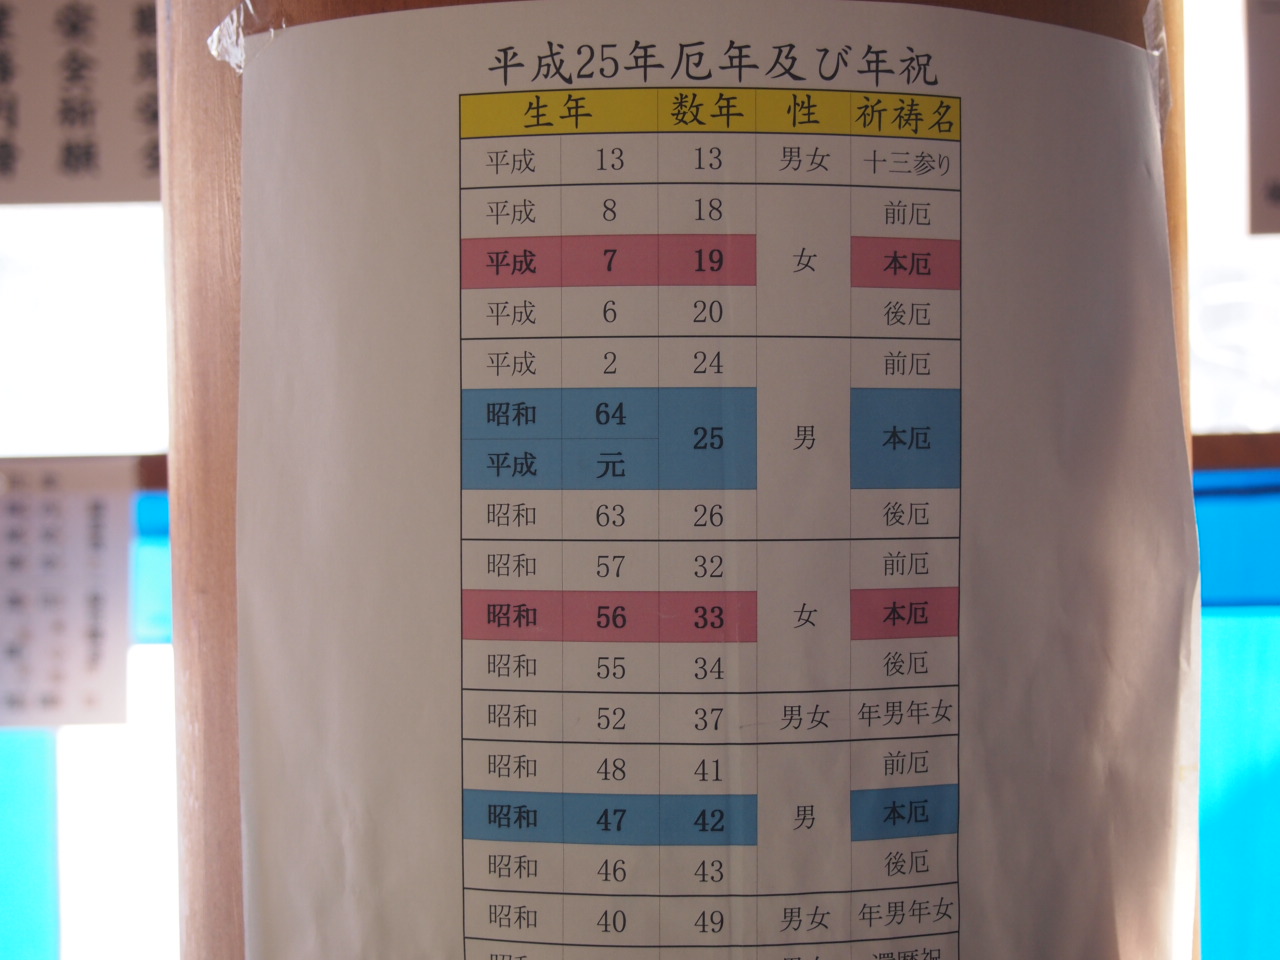 平成25年厄年及び年祝
生年 数年 性 祈祷名
平成 13 13 男女 十三参り
平成 8 18 前厄
平成 7 19 女 本厄
平成 6 20 後厄
平成 2 24 前厄
昭和 64
25 男 本厄
平成 元
昭和 63 26 後厄
昭和 57 32 前厄
昭和 56 33 女 本厄
昭和 55 34 後厄
昭和 52 37 男女 年男年女
昭和 48 41 前厄
昭和 47 42 男 本厄
昭和 46 43 後厄
昭和 40 49 男女 年男年女